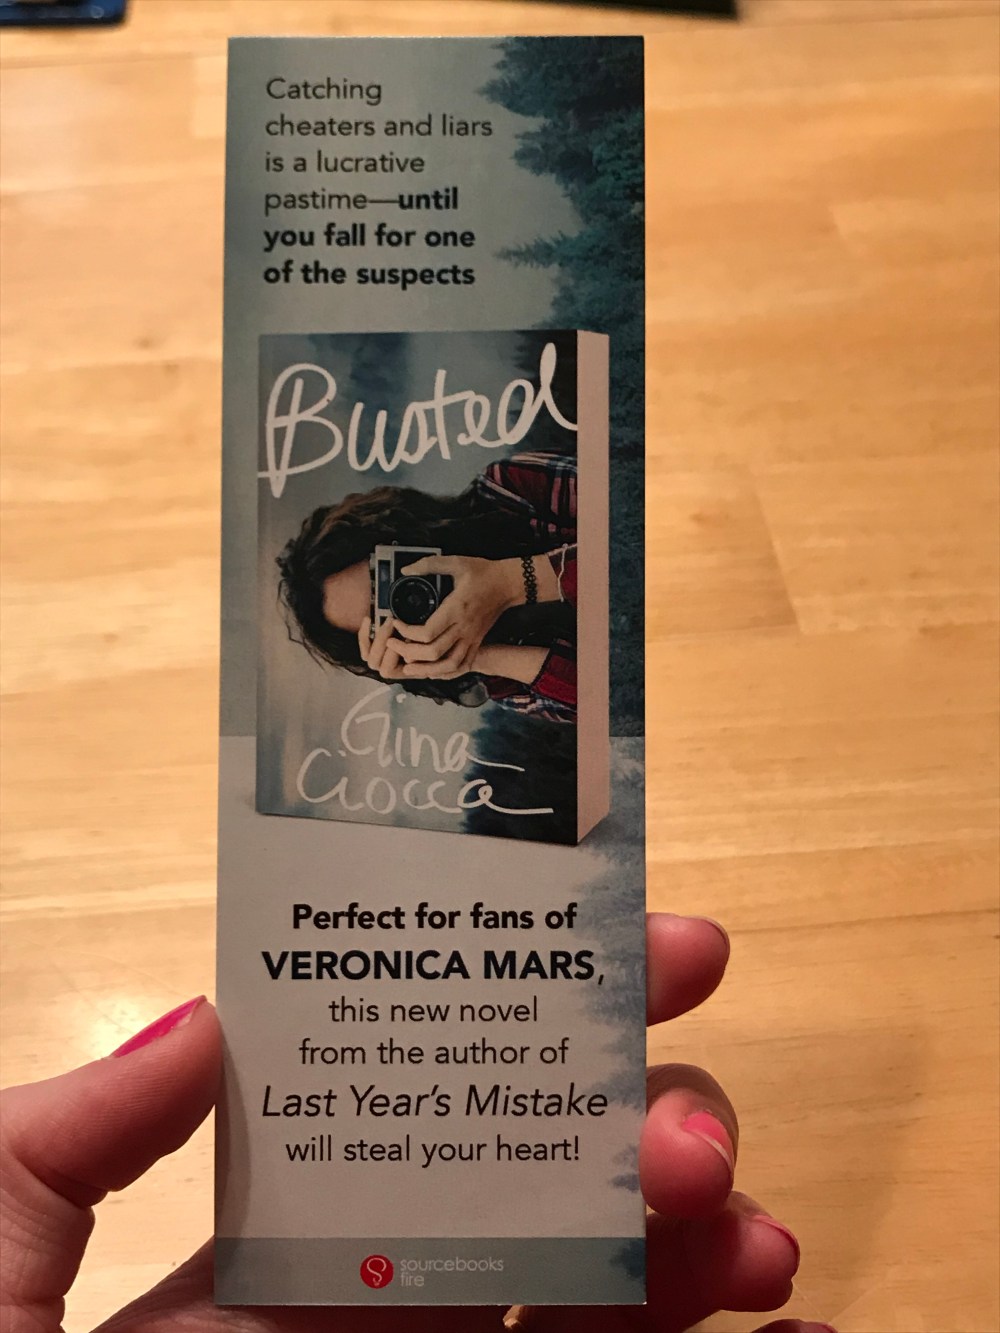 Catching
cheaters and liars
is a lucrative
pastime—until
you fall for one
of the suspects
Busted
Gina
Ciocca
Perfect for fans of
VERONICA MARS,
this new novel
from the author of
Last Year's Mistake
will steal your heart!
sourcebooks
fire